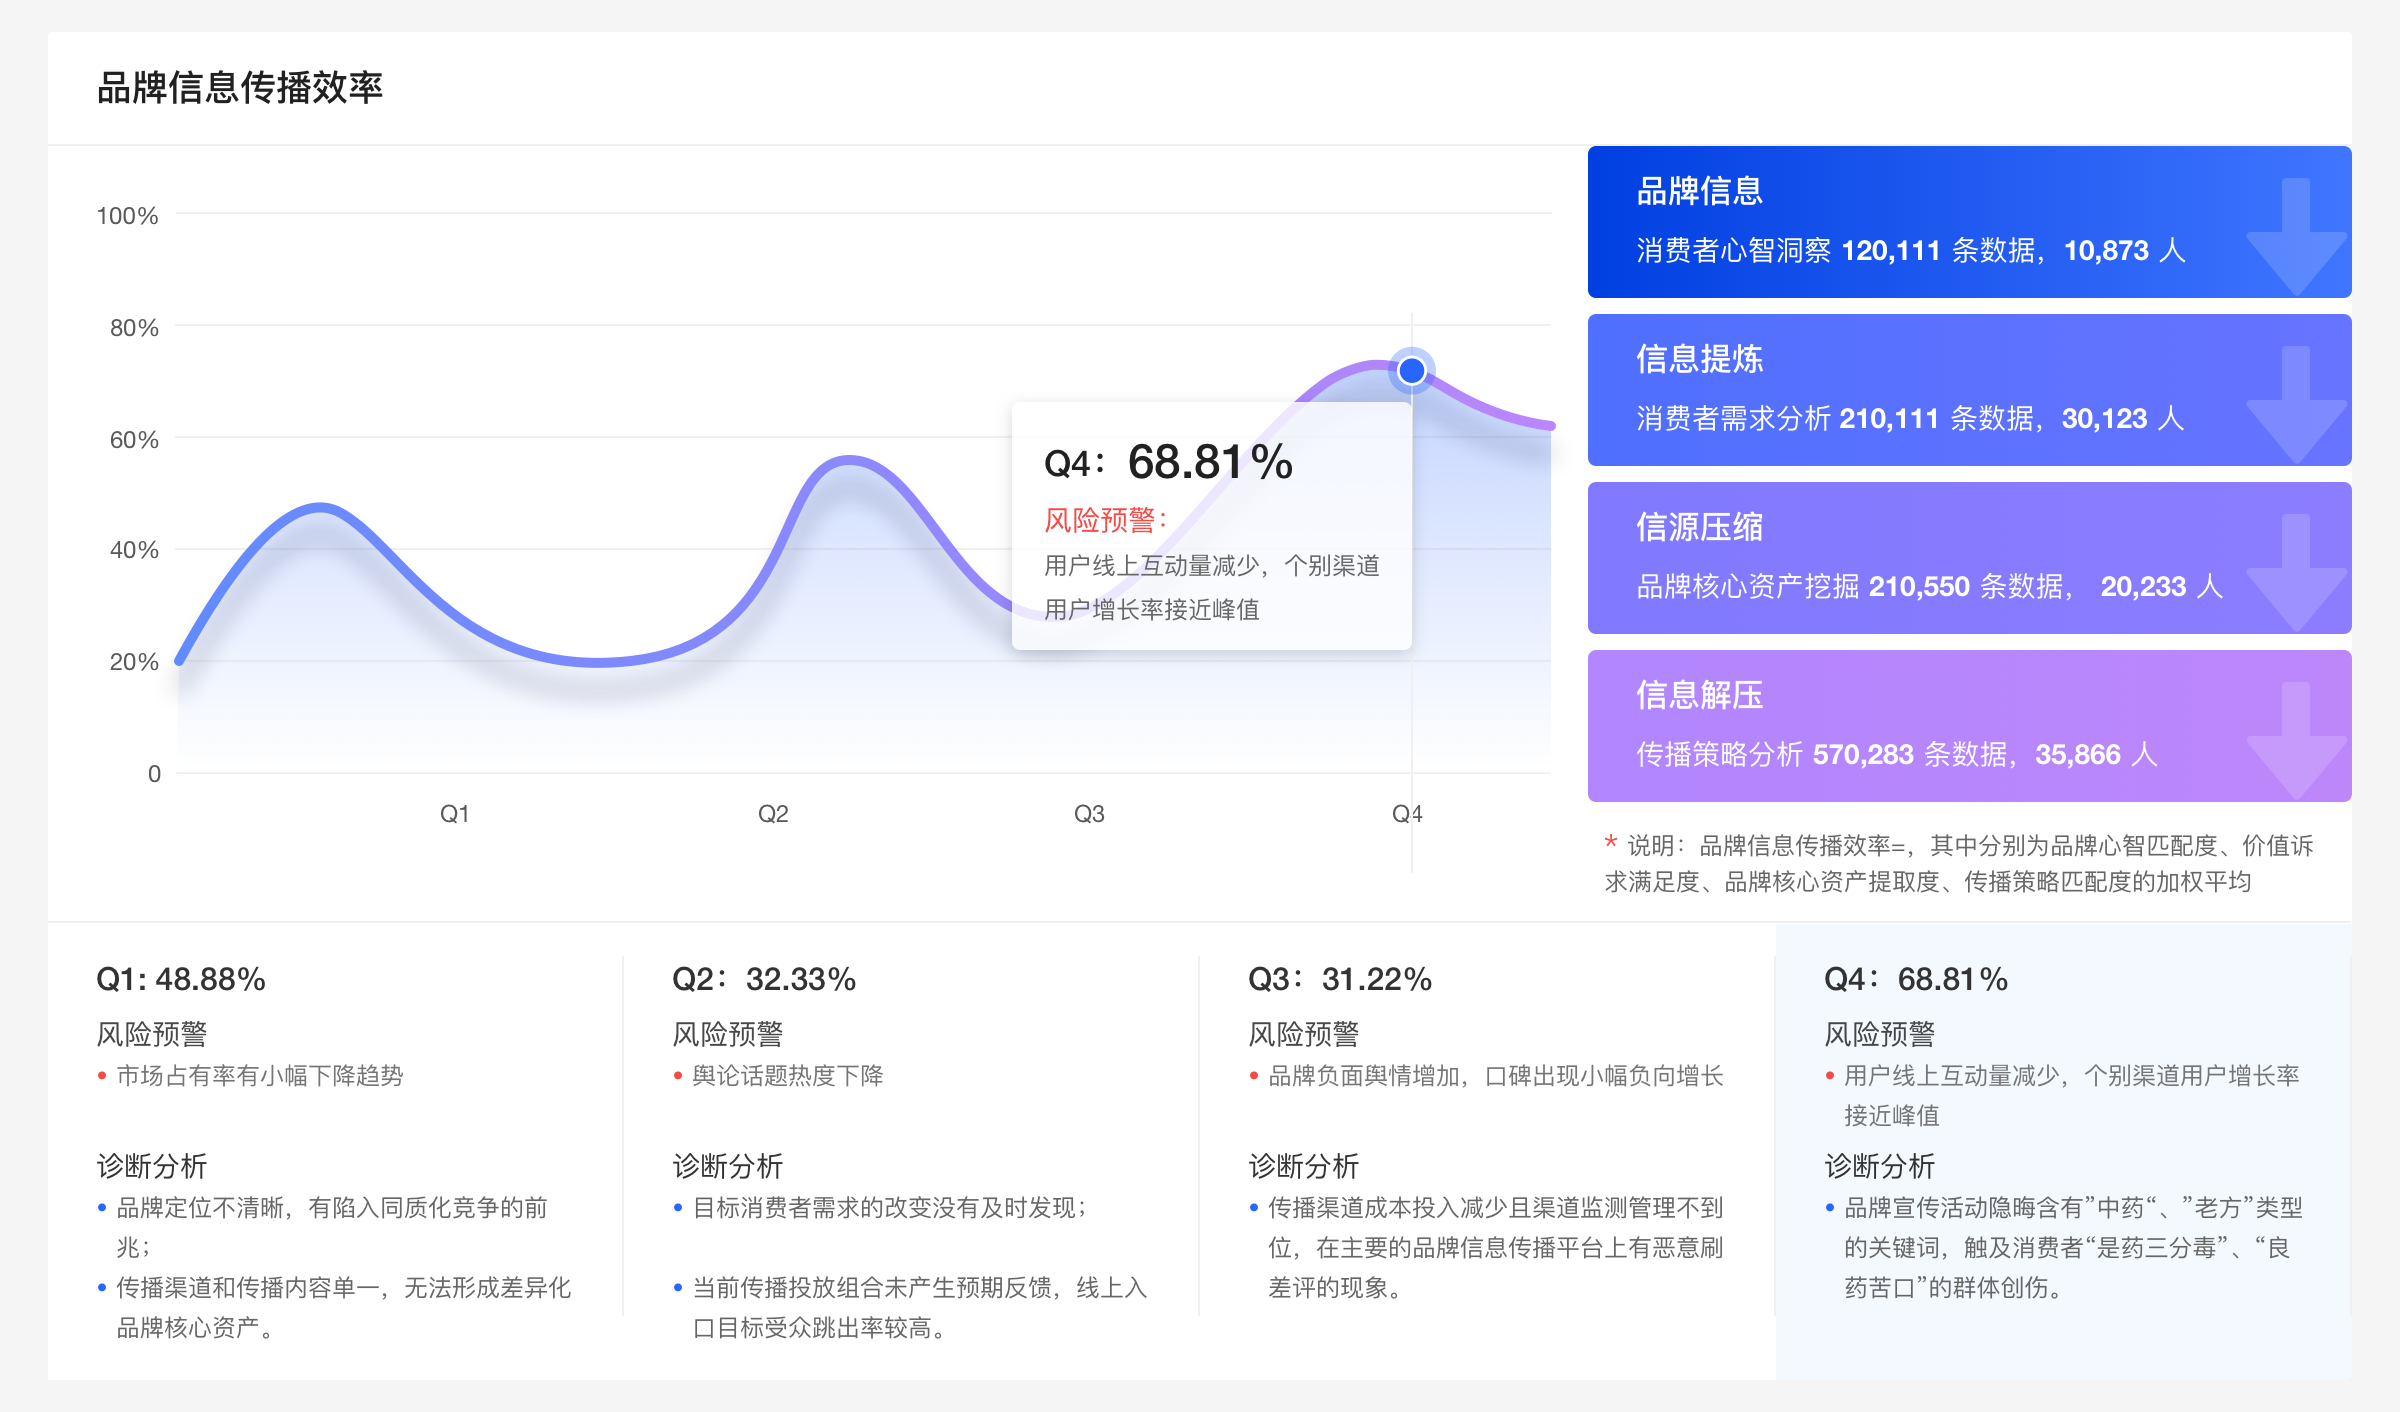 品牌信息传播效率
100%
80%
60%
40%
20%
0
Q1
Q2
Q3
Q4
Q4：68.81%
风险预警：
用户线上互动量减少，个别渠道
用户增长率接近峰值
品牌信息
消费者心智洞察 120,111 条数据，10,873 人
信息提炼
消费者需求分析 210,111 条数据，30,123 人
信源压缩
品牌核心资产挖掘 210,550 条数据， 20,233 人
信息解压
传播策略分析 570,283 条数据，35,866 人
* 说明：品牌信息传播效率=，其中分别为品牌心智匹配度、价值诉
求满足度、品牌核心资产提取度、传播策略匹配度的加权平均
Q1: 48.88%
风险预警
• 市场占有率有小幅下降趋势
诊断分析
• 品牌定位不清晰，有陷入同质化竞争的前
兆；
• 传播渠道和传播内容单一，无法形成差异化
品牌核心资产。
Q2：32.33%
风险预警
• 舆论话题热度下降
诊断分析
• 目标消费者需求的改变没有及时发现；
• 当前传播投放组合未产生预期反馈，线上入
口目标受众跳出率较高。
Q3：31.22%
风险预警
• 品牌负面舆情增加，口碑出现小幅负向增长
诊断分析
• 传播渠道成本投入减少且渠道监测管理不到
位，在主要的品牌信息传播平台上有恶意刷
差评的现象。
Q4：68.81%
风险预警
• 用户线上互动量减少，个别渠道用户增长率
接近峰值
诊断分析
• 品牌宣传活动隐晦含有”中药“、”老方”类型
的关键词，触及消费者“是药三分毒”、“良
药苦口”的群体创伤。